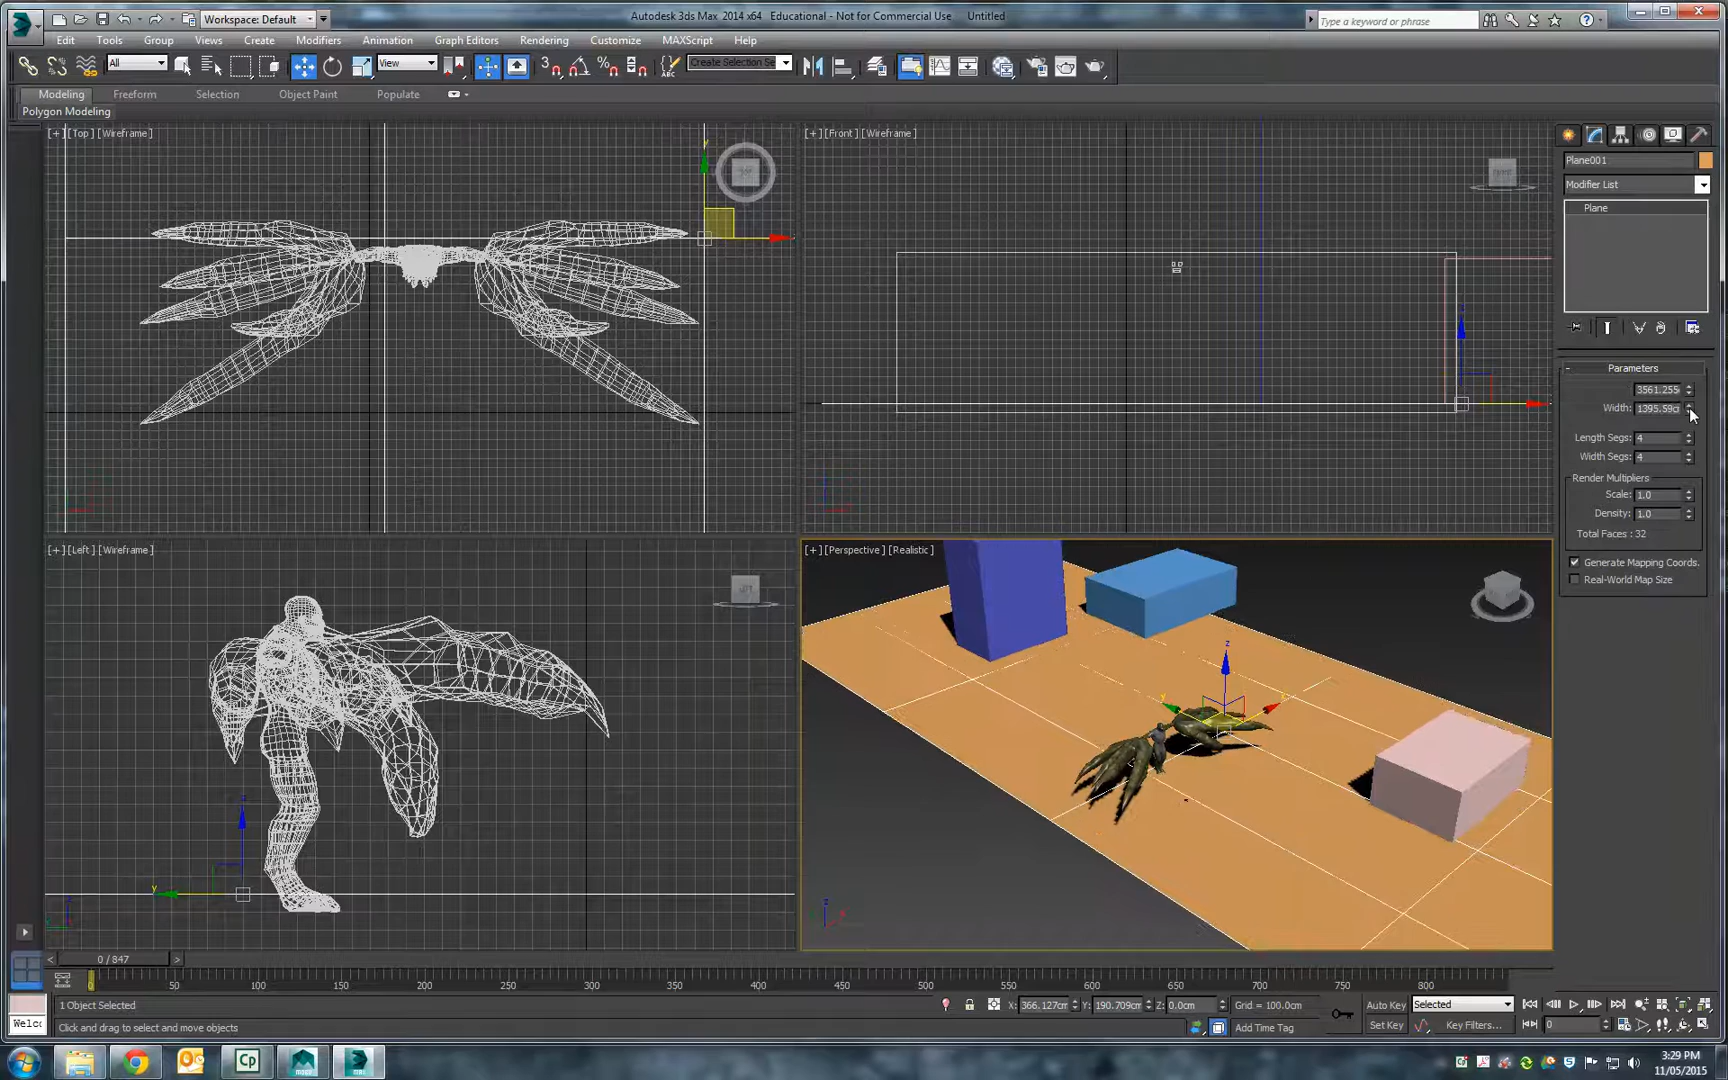 Workspace: Default
Autodesk 3ds Max 2014 x64
Educational - Not for Commercial Use
Untitled
Type a keyword or phrase
Edit
Tools
Group
Views
Create
Modifiers
Animation
Graph Editors
Rendering
Customize
MAXScript
Help
All
View
Create Selection Se
Modeling
Freeform
Selection
Object Paint
Populate
Polygon Modeling
[+] [Top] [Wireframe]
[+] [Front] [Wireframe]
[+] [Left] [Wireframe]
[+] [Perspective] [Realistic]
Plane001
Modifier List
Plane
Parameters
3561.255
Width: 1395.59c
Length Segs: 4
Width Segs: 4
Render Multipliers
Scale: 1.0
Density: 1.0
Total Faces : 32
Generate Mapping Coords.
Real-World Map Size
0 / 847
0 50 100 150 200 250 300 350 400 450 500 550 600 650 700 750 800
1 Object Selected
X: 366.127cm
Y: 190.709cm
Z: 0.0cm
Grid = 100.0cm
Auto Key
Selected
Welc
Click and drag to select and move objects
Add Time Tag
Set Key
Key Filters...
0
3:29 PM
11/05/2015